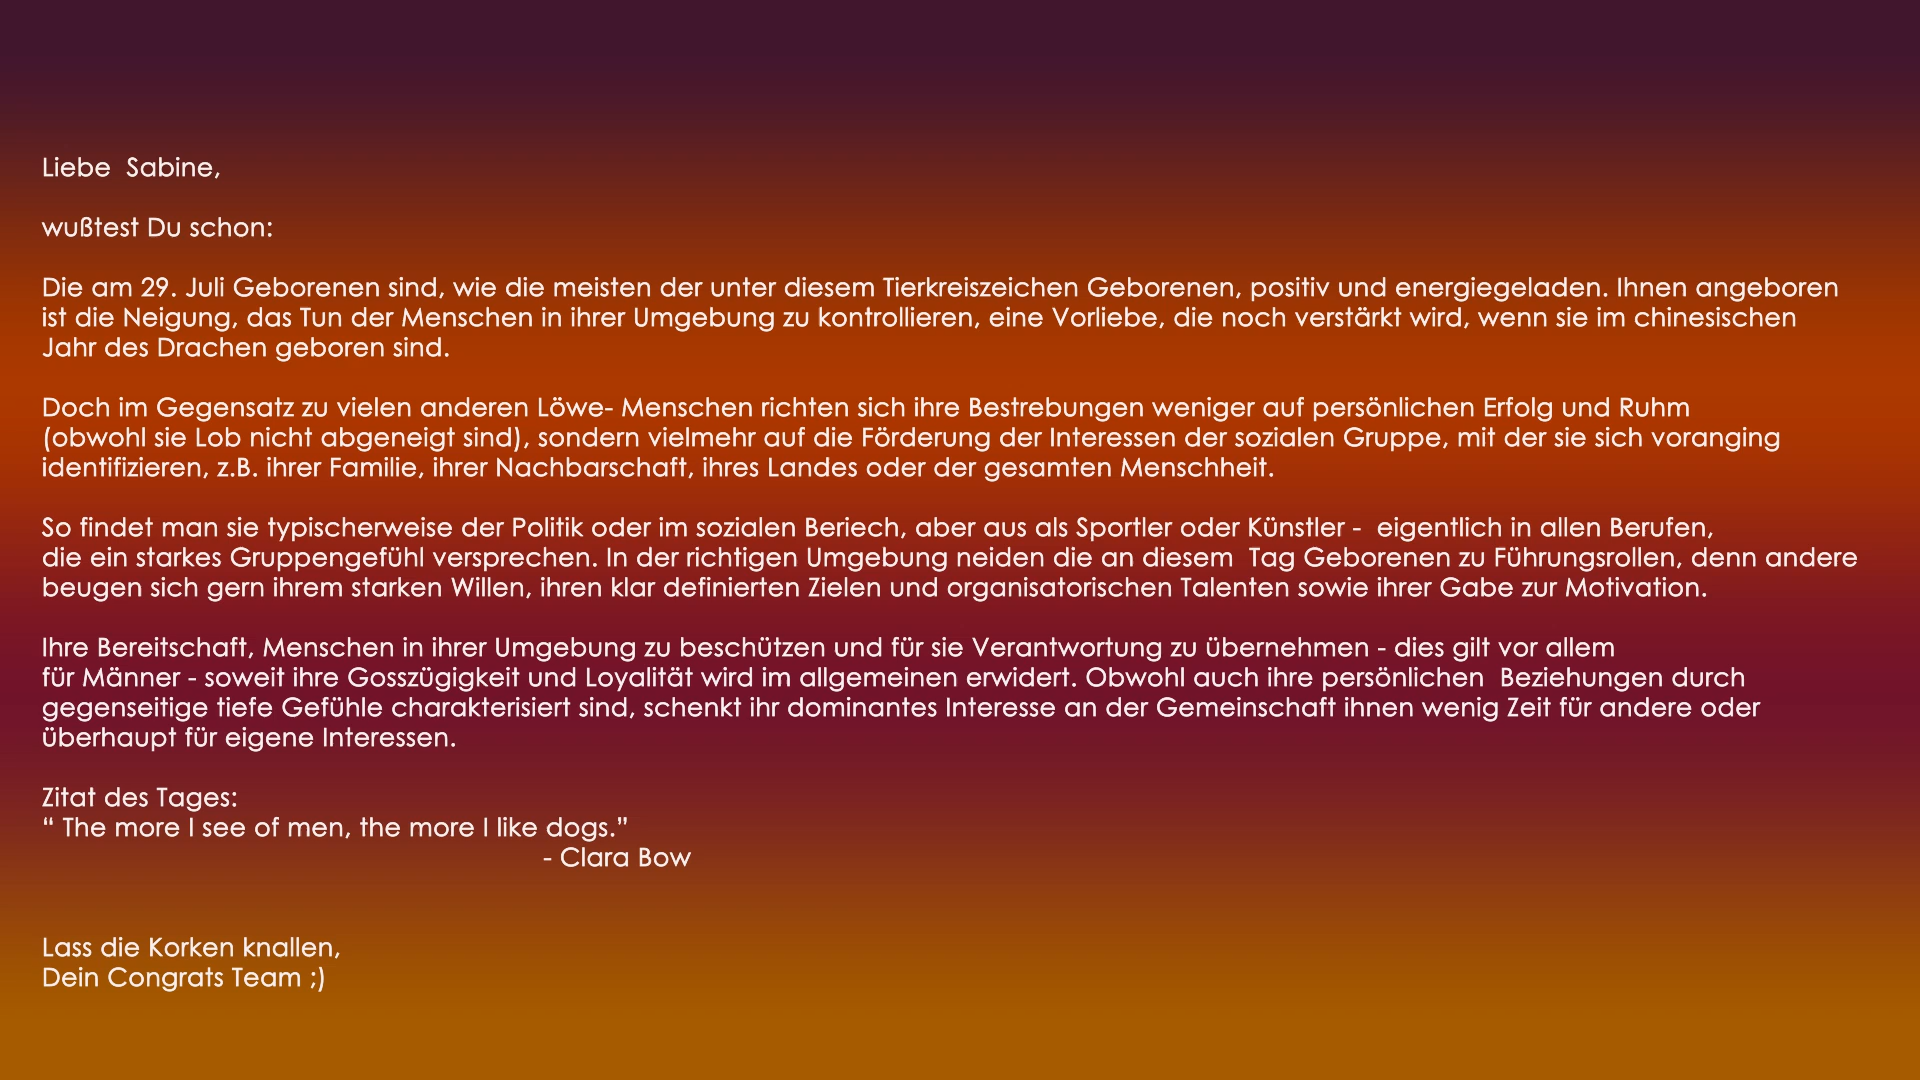 Liebe  Sabine,
wußtest Du schon:
Die am 29. Juli Geborenen sind, wie die meisten der unter diesem Tierkreiszeichen Geborenen, positiv und energiegeladen. Ihnen angeboren
ist die Neigung, das Tun der Menschen in ihrer Umgebung zu kontrollieren, eine Vorliebe, die noch verstärkt wird, wenn sie im chinesischen
Jahr des Drachen geboren sind.
Doch im Gegensatz zu vielen anderen Löwe- Menschen richten sich ihre Bestrebungen weniger auf persönlichen Erfolg und Ruhm
(obwohl sie Lob nicht abgeneigt sind), sondern vielmehr auf die Förderung der Interessen der sozialen Gruppe, mit der sie sich voranging
identifizieren, z.B. ihrer Familie, ihrer Nachbarschaft, ihres Landes oder der gesamten Menschheit.
So findet man sie typischerweise der Politik oder im sozialen Beriech, aber aus als Sportler oder Künstler -  eigentlich in allen Berufen,
die ein starkes Gruppengefühl versprechen. In der richtigen Umgebung neiden die an diesem  Tag Geborenen zu Führungsrollen, denn andere
beugen sich gern ihrem starken Willen, ihren klar definierten Zielen und organisatorischen Talenten sowie ihrer Gabe zur Motivation.
Ihre Bereitschaft, Menschen in ihrer Umgebung zu beschützen und für sie Verantwortung zu übernehmen - dies gilt vor allem
für Männer - soweit ihre Gosszügigkeit und Loyalität wird im allgemeinen erwidert. Obwohl auch ihre persönlichen  Beziehungen durch
gegenseitige tiefe Gefühle charakterisiert sind, schenkt ihr dominantes Interesse an der Gemeinschaft ihnen wenig Zeit für andere oder
überhaupt für eigene Interessen.
Zitat des Tages:
“ The more I see of men, the more I like dogs.”
- Clara Bow
Lass die Korken knallen,
Dein Congrats Team ;)